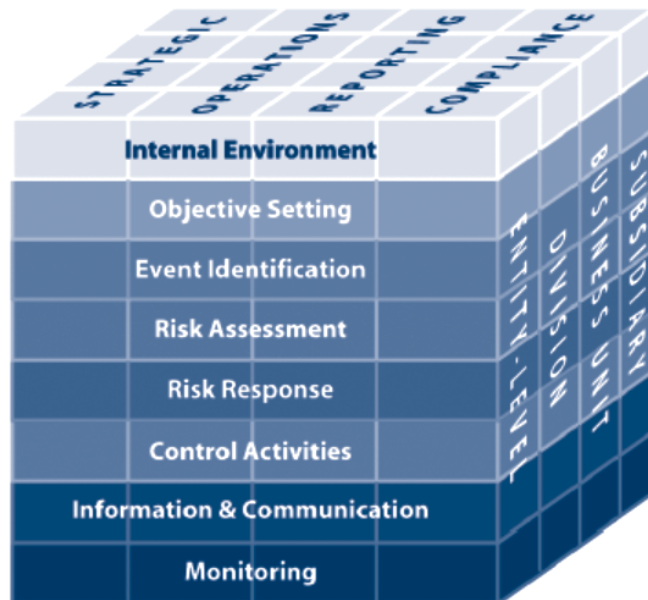 STRATEGIC
OPERATIONS
REPORTING
COMPLIANCE
Internal Environment
Objective Setting
Event Identification
Risk Assessment
Risk Response
Control Activities
Information & Communication
Monitoring
ENTITY-LEVEL
DIVISION
BUSINESS UNIT
SUBSIDIARY